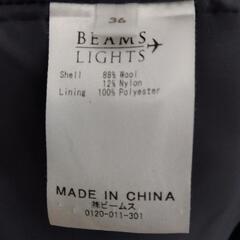 36
BEAMS
LIGHTS
Shell 88% Wool
12% Nylon
Lining 100% Polyester
MADE IN CHINA
㈱ビームス
0120-011-301